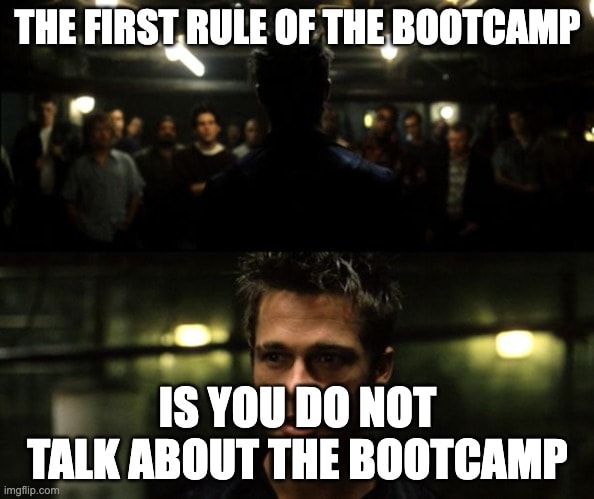 THE FIRST RULE OF THE BOOTCAMP
IS YOU DO NOT
TALK ABOUT THE BOOTCAMP
imgflip.com